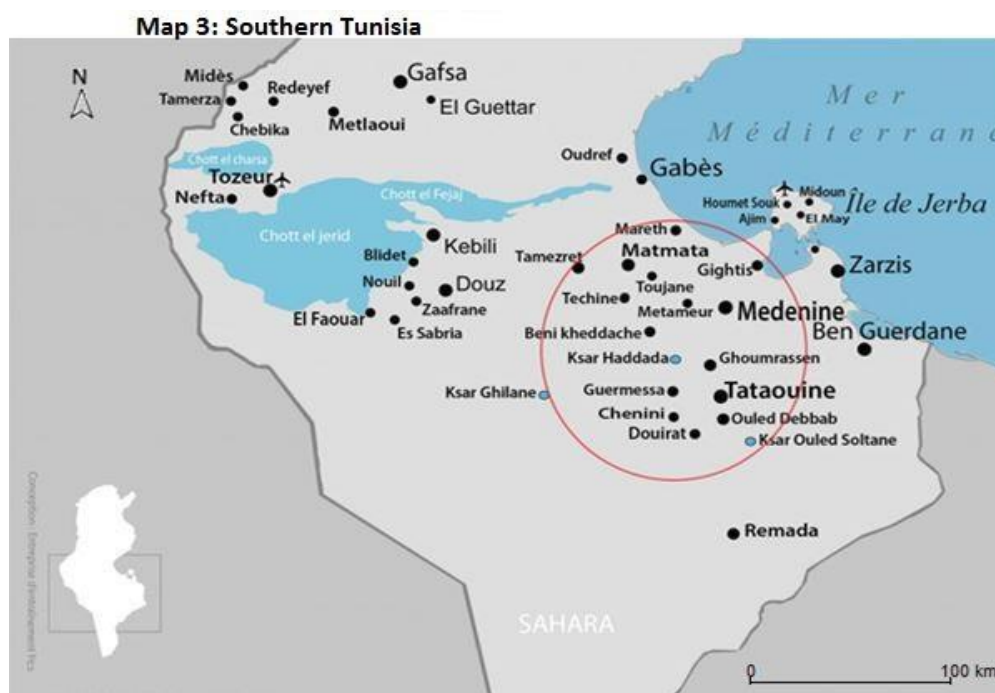 Map 3: Southern Tunisia
N
Midès
Redeyef
Gafsa
Tamerza
El Guettar
Chebika
Metlaoui
Mer
Méditerrané
Chott el charsa
Oudref
Gabès
Tozeur
Nefta
Chott el Fejaj
Midoun
Houmet Souk
Île de Jerba
Ajim
El May
Chott el jerid
Kebili
Mareth
Blidet
Tamezret
Matmata
Gightis
Zarzis
Nouil
Douz
Toujane
Zaafrane
Techine
Metameur
Medenine
El Faouar
Es Sabria
Beni kheddache
Ben Guerdane
Ksar Haddada
Ghoumrassen
Ksar Ghilane
Guermessa
Tataouine
Chenini
Ouled Debbab
Douirat
Ksar Ouled Soltane
Remada
SAHARA
Conception : Entreprise d'entraînement Pics
0 100 km